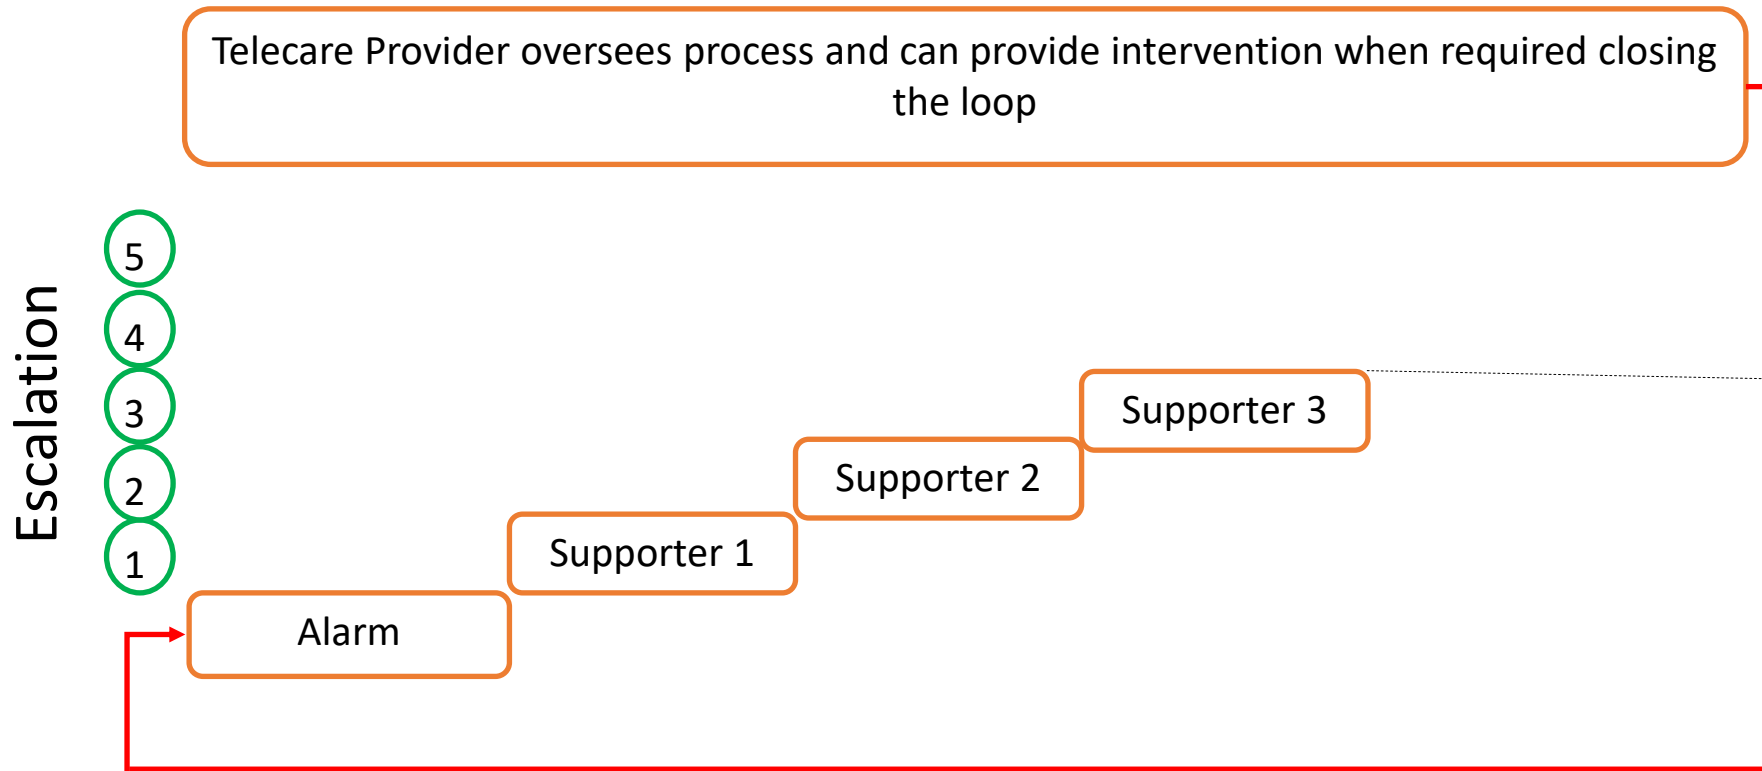 Telecare Provider oversees process and can provide intervention when required closing
the loop
Escalation
5
4
3
2
1
Supporter 3
Supporter 2
Supporter 1
Alarm